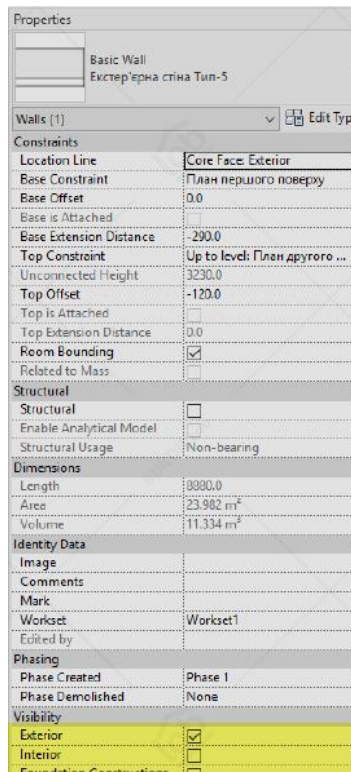 Properties
Basic Wall
Екстер'єрна стіна Тип-5
Walls (1) Edit Typ
Constraints
Location Line Core Face: Exterior
Base Constraint План першого поверху
Base Offset 0.0
Base is Attached
Base Extension Distance -290.0
Top Constraint Up to level: План другого ...
Unconnected Height 3230.0
Top Offset -120.0
Top is Attached
Top Extension Distance 0.0
Room Bounding
Related to Mass
Structural
Structural
Enable Analytical Model
Structural Usage Non-bearing
Dimensions
Length 8880.0
Area 23.982 m²
Volume 11.334 m³
Identity Data
Image
Comments
Mark
Workset Workset1
Edited by
Phasing
Phase Created Phase 1
Phase Demolished None
Visibility
Exterior
Interior
Foundation Constructions